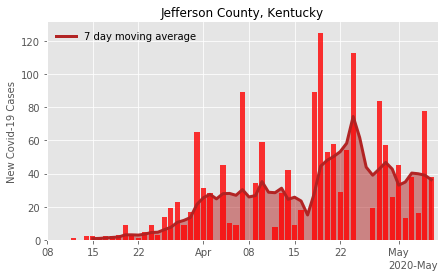 Jefferson County, Kentucky
7 day moving average
New Covid-19 Cases
120
100
80
60
40
20
0
08 15 22 Apr 08 15 22 May
2020-May